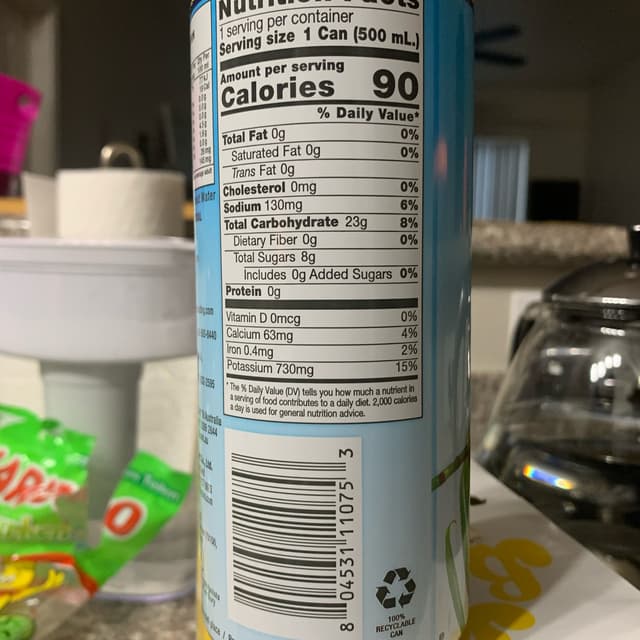 Nutrition Facts
1 serving per container
Serving size 1 Can (500 mL.)
Amount per serving
Calories 90
% Daily Value*
Total Fat 0g 0%
Saturated Fat 0g 0%
Trans Fat 0g
Cholesterol 0mg 0%
Sodium 130mg 6%
Total Carbohydrate 23g 8%
Dietary Fiber 0g 0%
Total Sugars 8g
Includes 0g Added Sugars 0%
Protein 0g
Vitamin D 0mcg 0%
Calcium 63mg 4%
Iron 0.4mg 2%
Potassium 730mg 15%
* The % Daily Value (DV) tells you how much a nutrient in
a serving of food contributes to a daily diet. 2,000 calories
a day is used for general nutrition advice.
8 04531 11075 3
100%
RECYCLABLE
CAN
Water
Australia